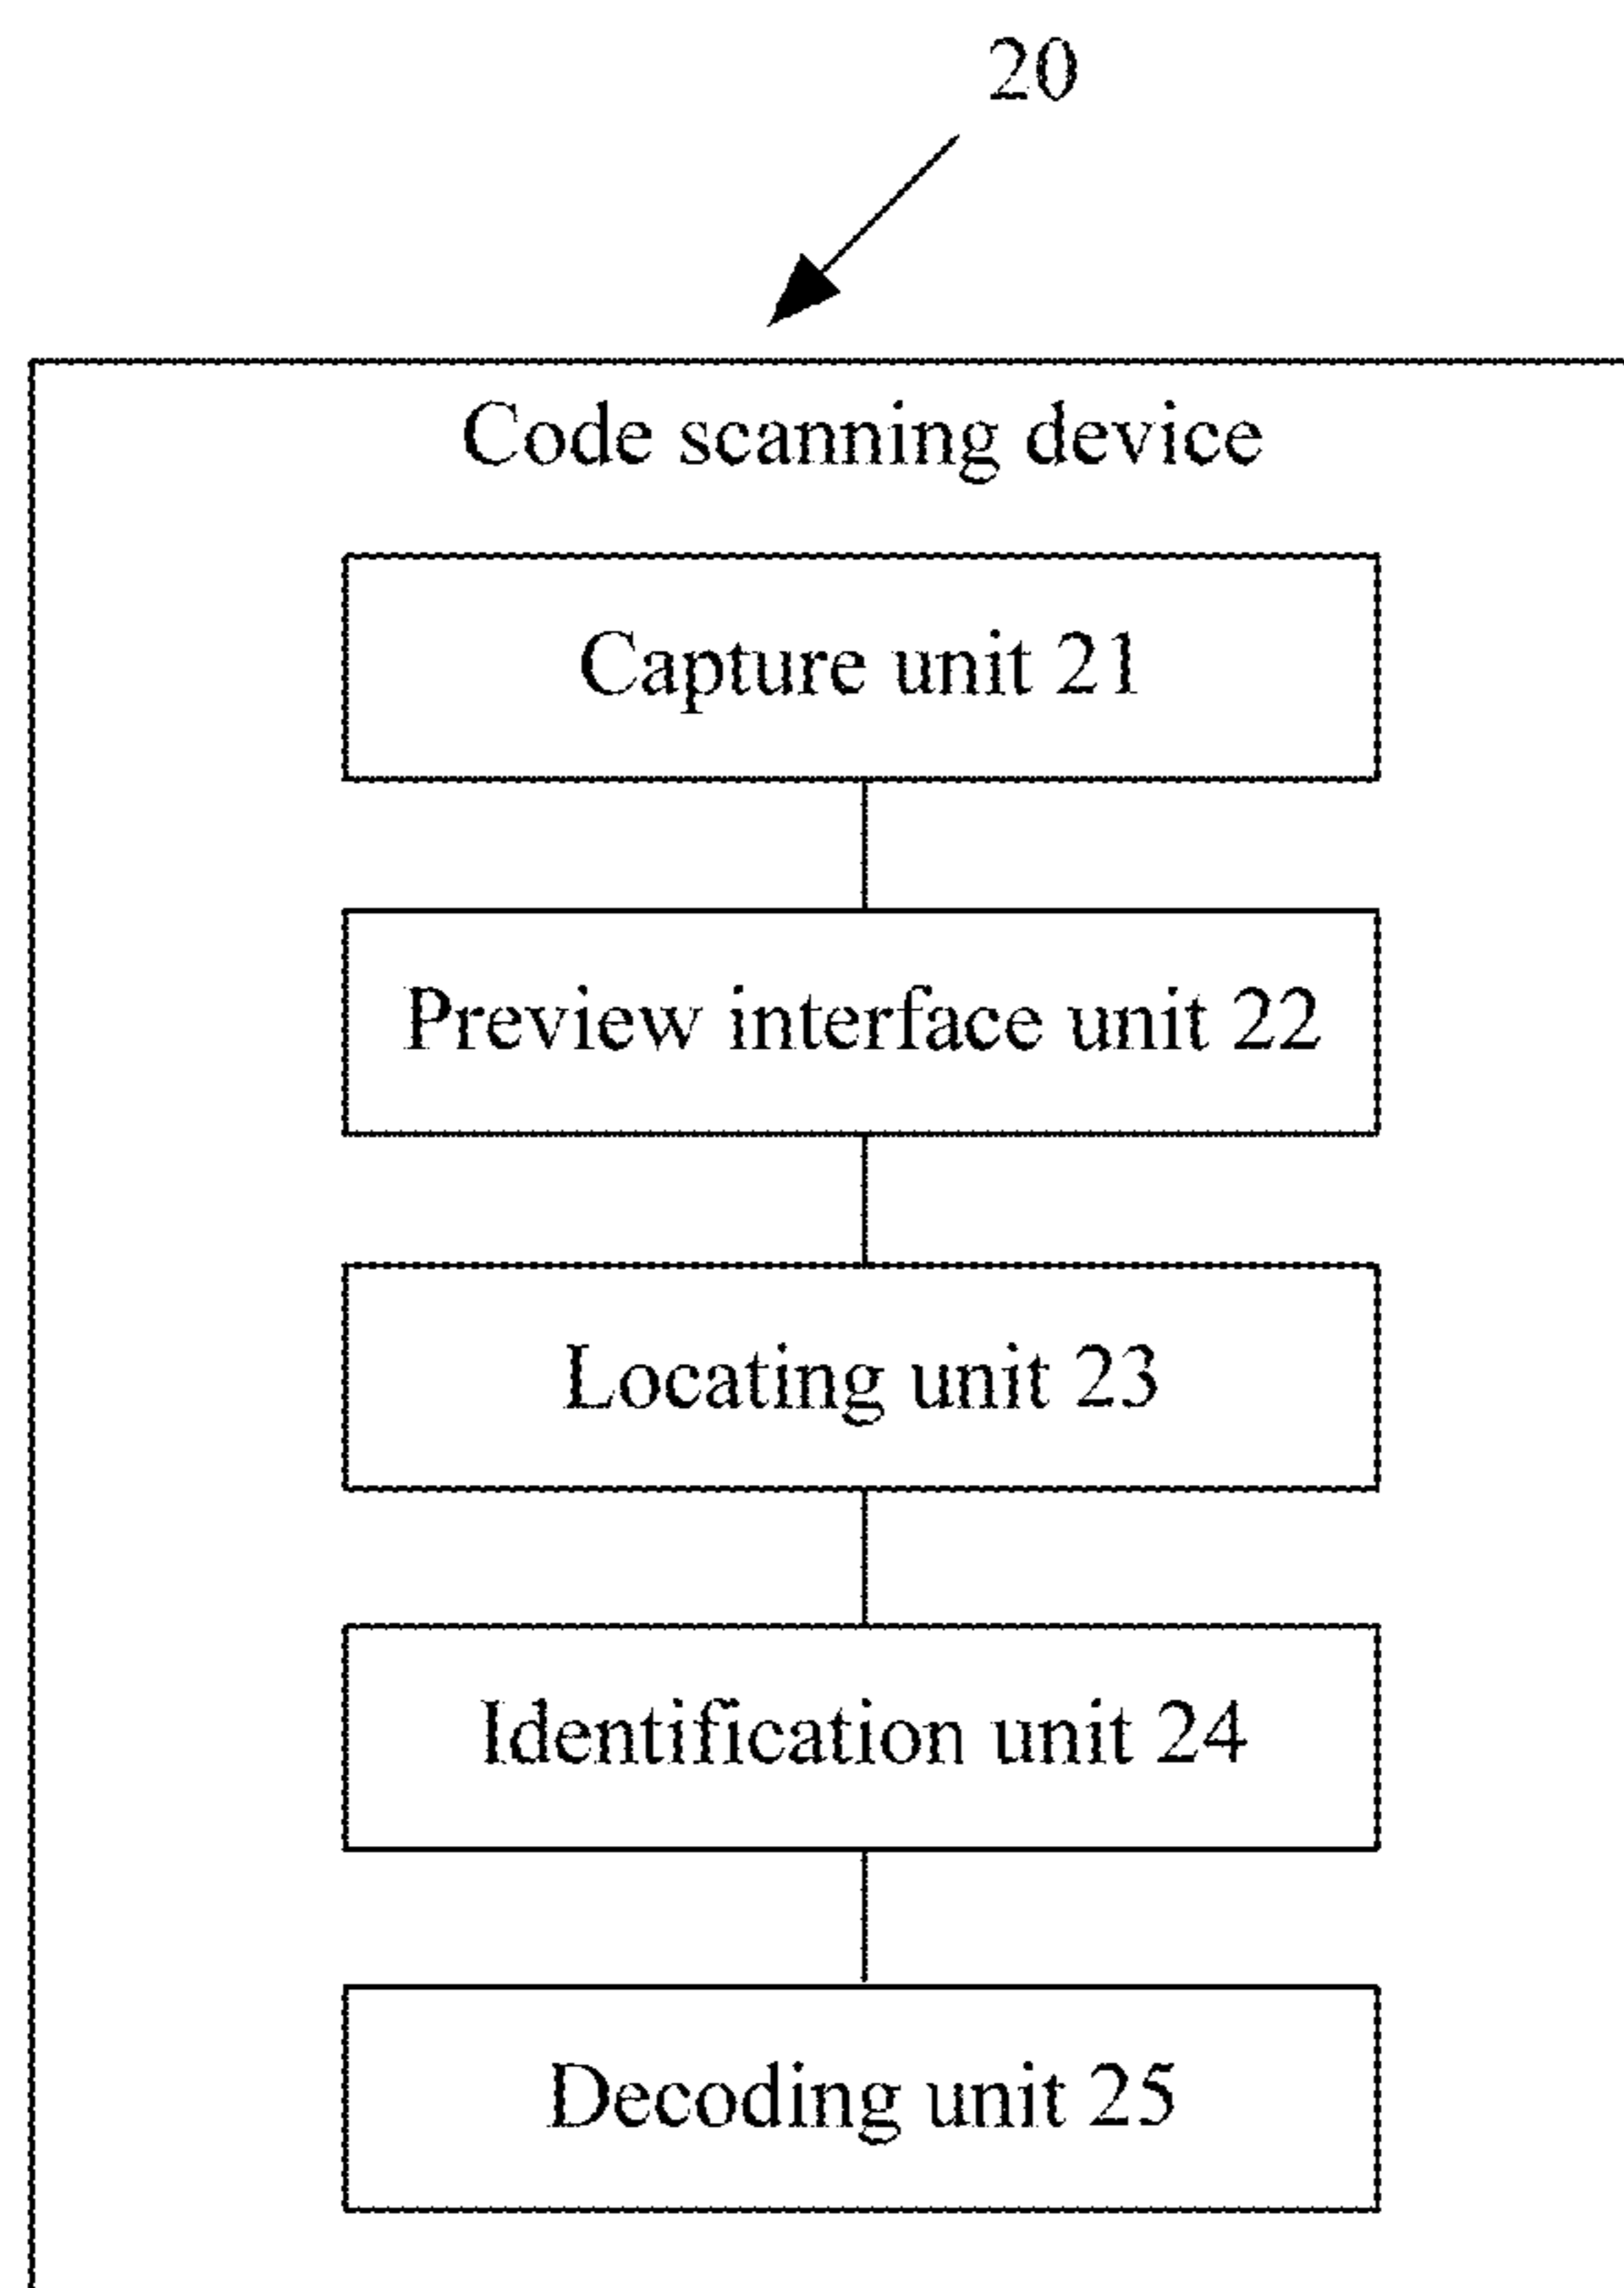 20
Code scanning device
Capture unit 21
Preview interface unit 22
Locating unit 23
Identification unit 24
Decoding unit 25